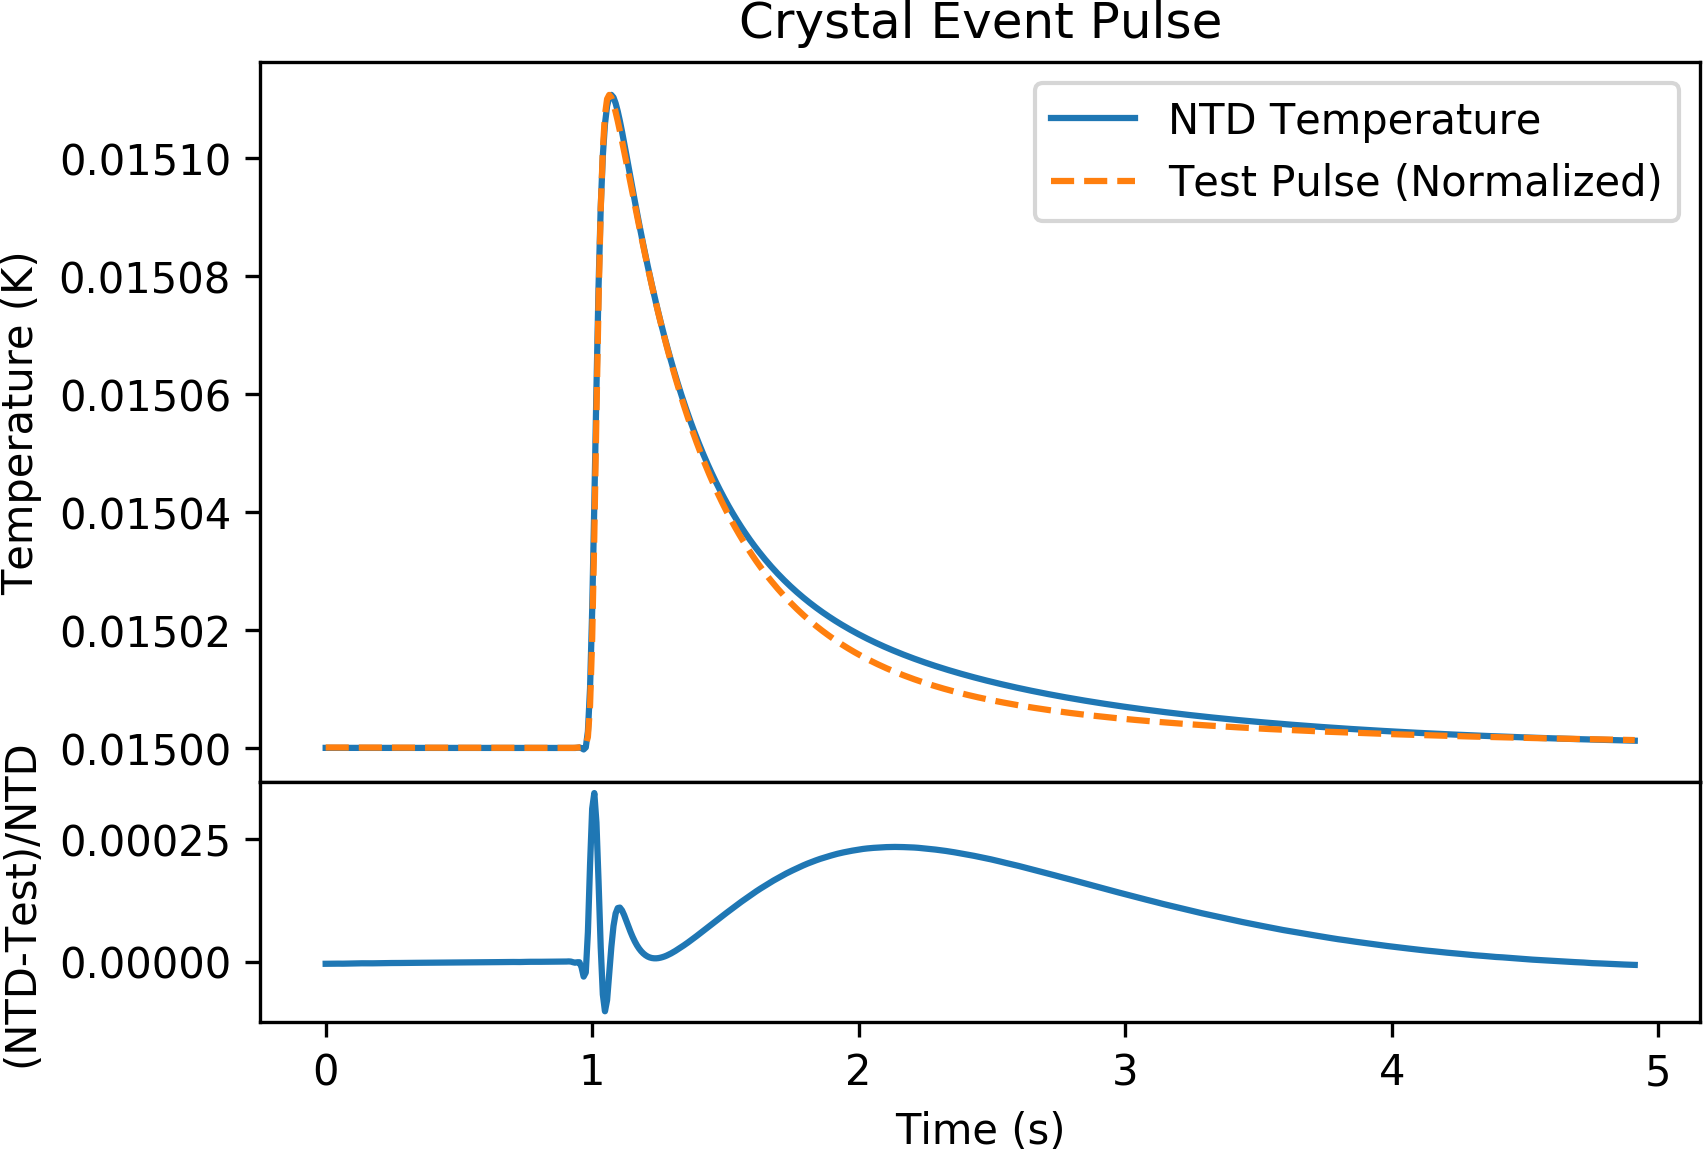 Crystal Event Pulse
NTD Temperature
Test Pulse (Normalized)
Temperature (K)
0.01510
0.01508
0.01506
0.01504
0.01502
0.01500
(NTD-Test)/NTD
0.00025
0.00000
0 1 2 3 4 5
Time (s)